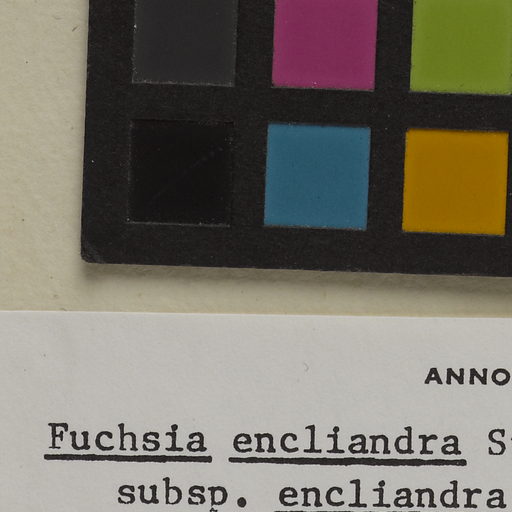 ANNO
Fuchsia encliandra S
subsp. encliandra